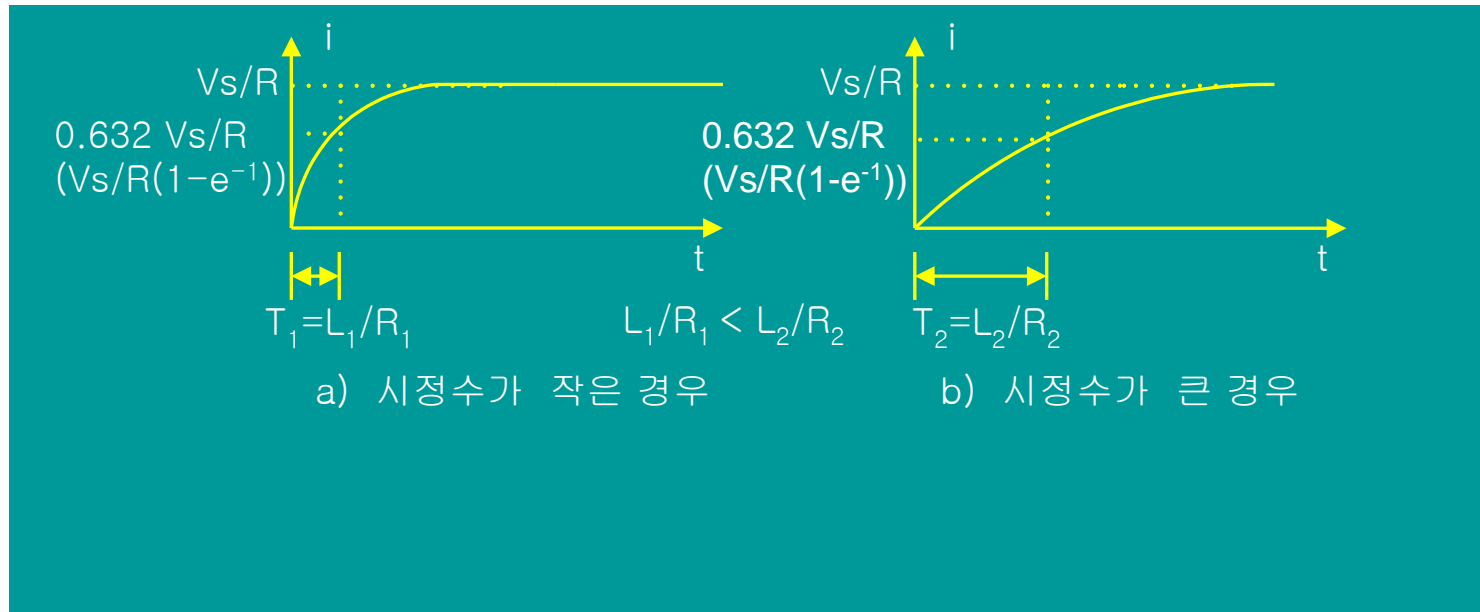 i
Vs/R
0.632 Vs/R
(Vs/R(1-e⁻¹))
t
T₁=L₁/R₁
a) 시정수가 작은 경우
L₁/R₁ < L₂/R₂
i
Vs/R
0.632 Vs/R
(Vs/R(1-e⁻¹))
t
T₂=L₂/R₂
b) 시정수가 큰 경우